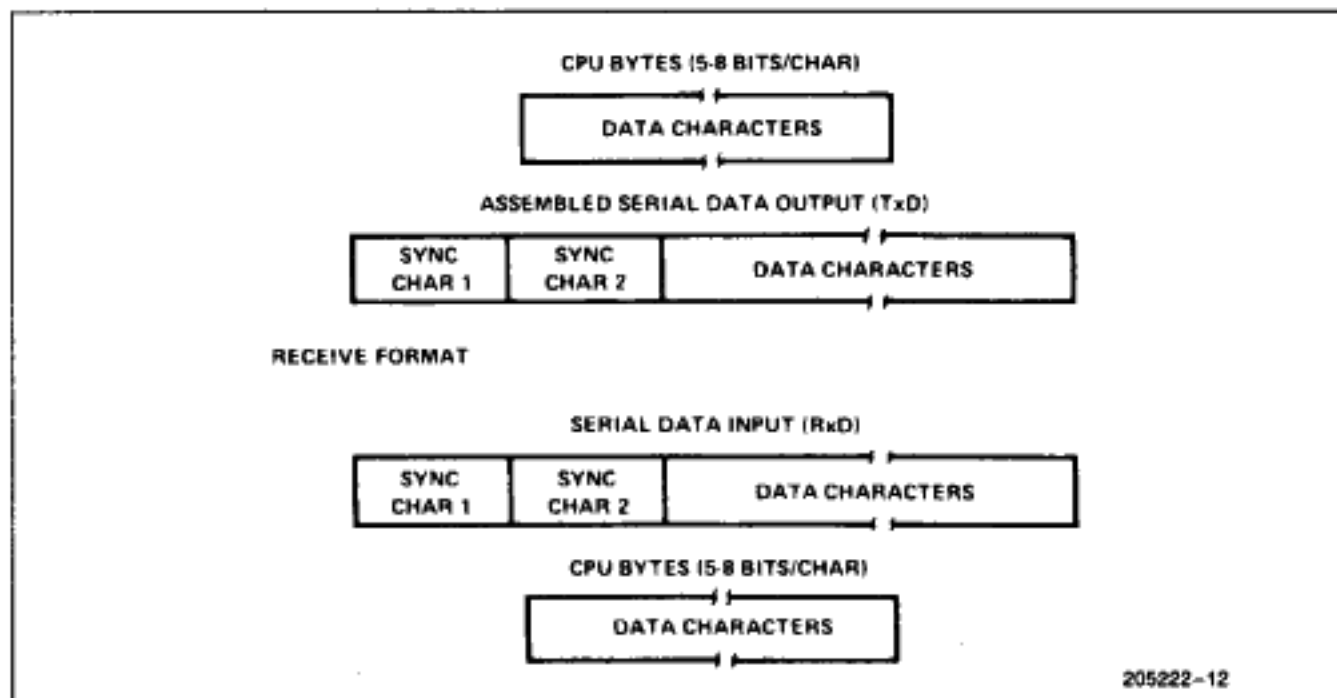 CPU BYTES (5-8 BITS/CHAR)
DATA CHARACTERS
ASSEMBLED SERIAL DATA OUTPUT (TxD)
SYNC CHAR 1
SYNC CHAR 2
DATA CHARACTERS
RECEIVE FORMAT
SERIAL DATA INPUT (RxD)
SYNC CHAR 1
SYNC CHAR 2
DATA CHARACTERS
CPU BYTES (5-8 BITS/CHAR)
DATA CHARACTERS
205222-12